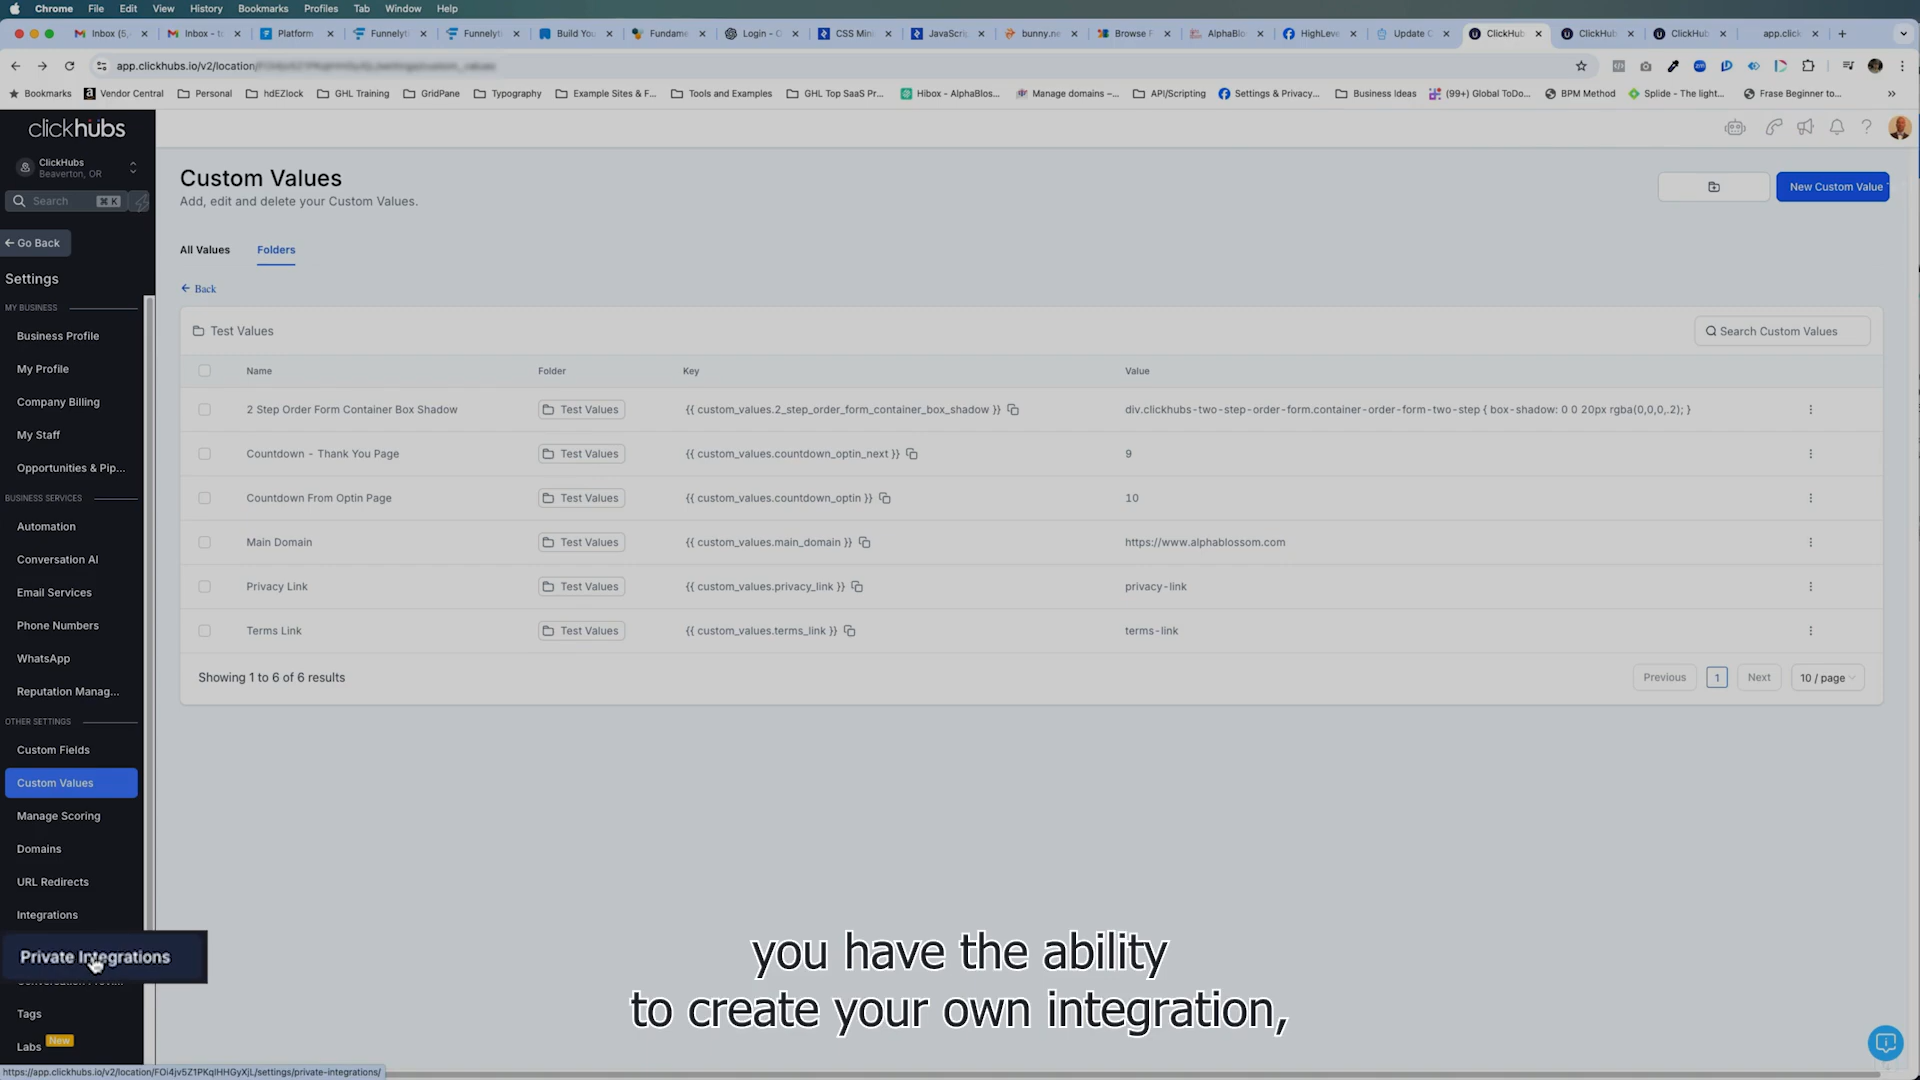 Chrome File Edit View History Bookmarks Profiles Tab Window Help
Inbox (5, Inbox - t Platform Funnelyti Funnelyti Build You Fundame Login - C CSS Mini JavaScrip bunny.ne Browse F AlphaBlo HighLeve Update C ClickHub ClickHub ClickHub app.click
app.clickhubs.io/v2/location/
Bookmarks Vendor Central Personal hdEZlock GHL Training GridPane Typography Example Sites & F... Tools and Examples GHL Top SaaS Pr... Hibox - AlphaBlos... Manage domains –... API/Scripting Settings & Privacy... Business Ideas (99+) Global ToDo... BPM Method Splide - The light... Frase Beginner to... »
clickhubs
ClickHubs
Beaverton, OR
Search ⌘ K
Go Back
Settings
MY BUSINESS
Business Profile
My Profile
Company Billing
My Staff
Opportunities & Pip...
BUSINESS SERVICES
Automation
Conversation AI
Email Services
Phone Numbers
WhatsApp
Reputation Manag...
OTHER SETTINGS
Custom Fields
Custom Values
Manage Scoring
Domains
URL Redirects
Integrations
Private Integrations
Tags
Labs New
Custom Values
Add, edit and delete your Custom Values.
New Custom Value
All Values Folders
Back
Test Values Search Custom Values
Name Folder Key Value
2 Step Order Form Container Box Shadow Test Values {{ custom_values.2_step_order_form_container_box_shadow }} div.clickhubs-two-step-order-form.container-order-form-two-step { box-shadow: 0 0 20px rgba(0,0,0,.2); }
Countdown - Thank You Page Test Values {{ custom_values.countdown_optin_next }} 9
Countdown From Optin Page Test Values {{ custom_values.countdown_optin }} 10
Main Domain Test Values {{ custom_values.main_domain }} https://www.alphablossom.com
Privacy Link Test Values {{ custom_values.privacy_link }} privacy-link
Terms Link Test Values {{ custom_values.terms_link }} terms-link
Showing 1 to 6 of 6 results Previous 1 Next 10 / page
you have the ability
to create your own integration,
https://app.clickhubs.io/v2/location/FOi4jv5Z1PKqIHHGyXjL/settings/private-integrations/